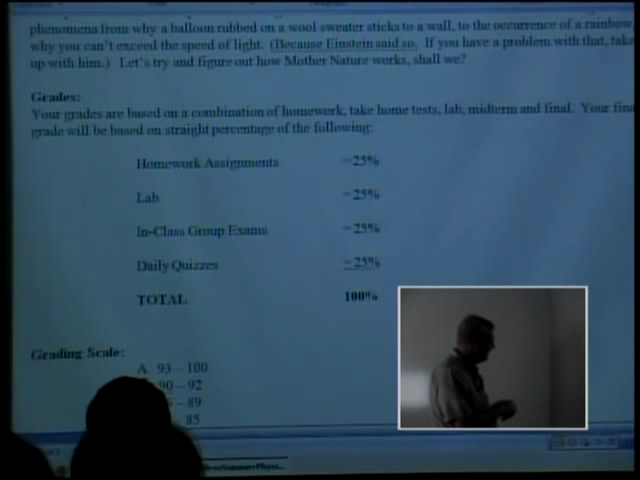 phenomena from why a balloon rubbed on a wool sweater sticks to a wall, to the occurrence of a rainbow
why you can't exceed the speed of light. (Because Einstein said so. If you have a problem with that, take
up with him.) Let's try and figure out how Mother Nature works, shall we?
Grades:
Your grades are based on a combination of homework, take home tests, lab, midterm and final. Your fina
grade will be based on straight percentage of the following:
Homework Assignments = 25%
Lab = 25%
In-Class Group Exams = 25%
Daily Quizzes = 25%
TOTAL 100%
Grading Scale:
A 93 – 100
90 – 92
– 89
85